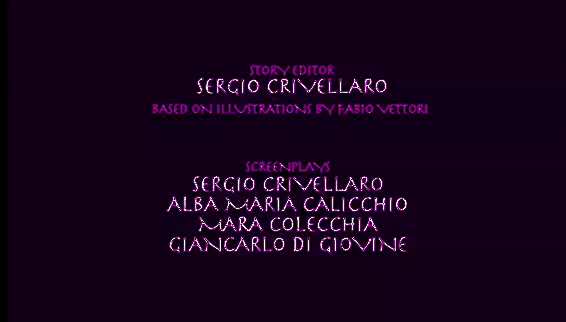 STORY EDITOR
SERGIO CRIVELLARO
BASED ON ILLUSTRATIONS BY FABIO VETTORI
SCREENPLAYS
SERGIO CRIVELLARO
ALBA MARIA CALICCHIO
MARA COLECCHIA
GIANCARLO DI GIOVINE